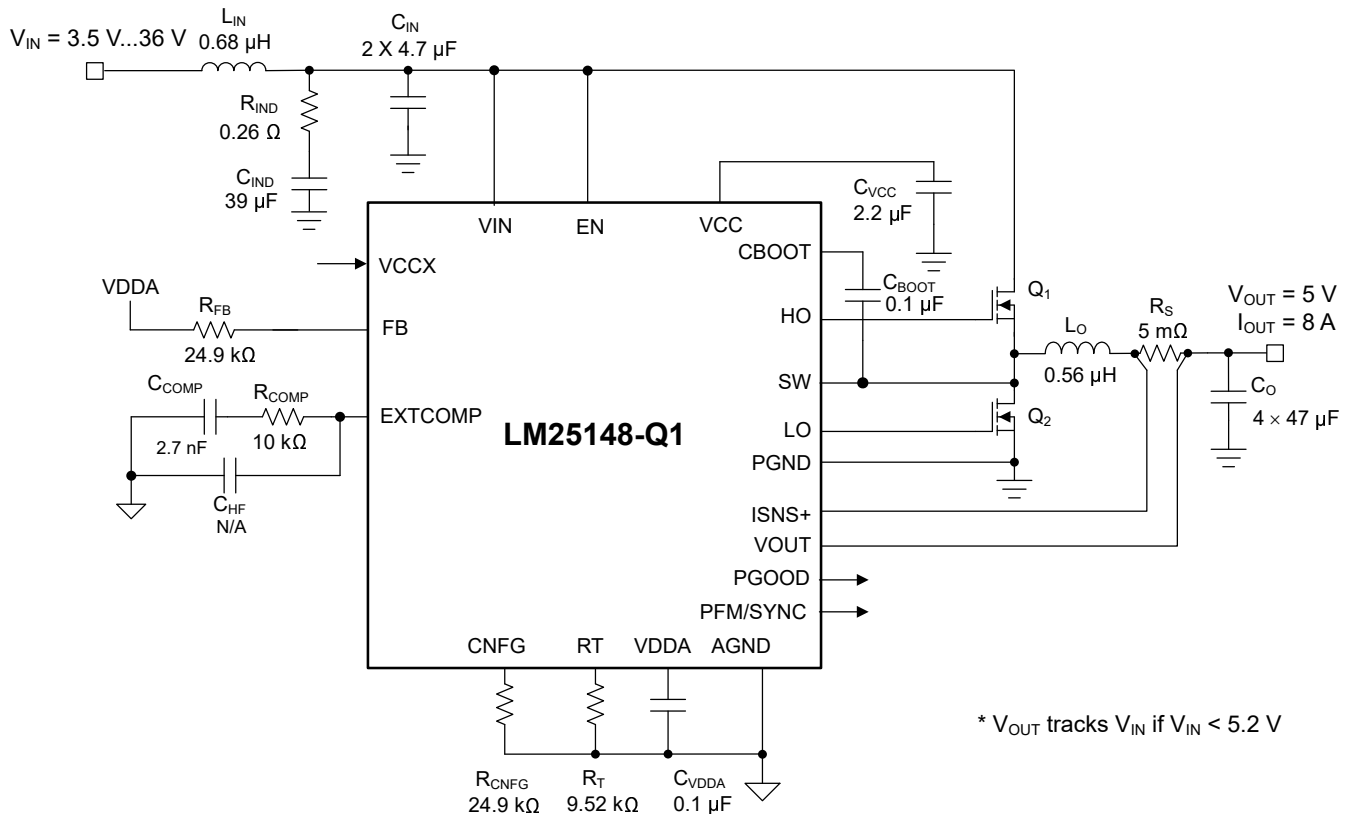 V_IN = 3.5 V...36 V
L_IN
0.68 µH
C_IN
2 X 4.7 µF
R_IND
0.26 Ω
C_IND
39 µF
VIN
EN
VCC
C_VCC
2.2 µF
CBOOT
C_BOOT
0.1 µF
VCCX
VDDA
R_FB
24.9 kΩ
FB
HO
Q_1
V_OUT = 5 V
I_OUT = 8 A
L_O
0.56 µH
R_S
5 mΩ
SW
C_O
4 × 47 µF
C_COMP
2.7 nF
R_COMP
10 kΩ
EXTCOMP
LM25148-Q1
LO
Q_2
PGND
C_HF
N/A
ISNS+
VOUT
PGOOD
PFM/SYNC
CNFG
RT
VDDA
AGND
* V_OUT tracks V_IN if V_IN < 5.2 V
R_CNFG
24.9 kΩ
R_T
9.52 kΩ
C_VDDA
0.1 µF